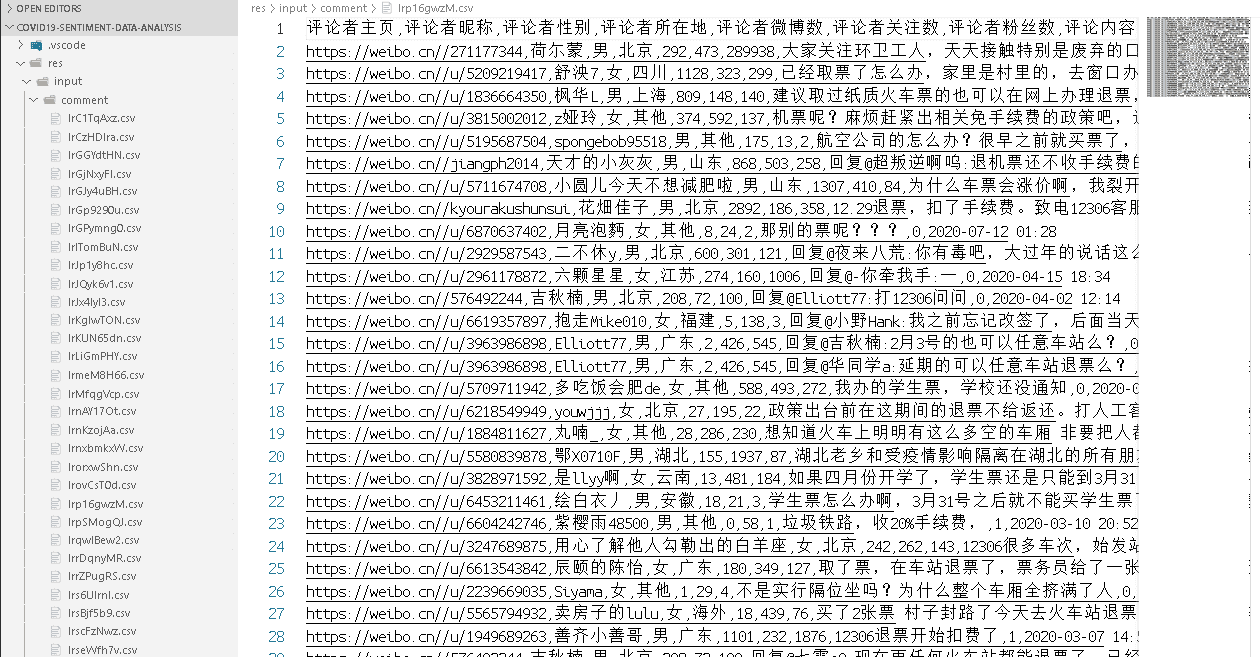 OPEN EDITORS
COVID19-SENTIMENT-DATA-ANALYSIS
.vscode
res
input
comment
IrC1TqAxz.csv
IrCzHDIra.csv
IrGGYdtHN.csv
IrGjNxyFI.csv
IrGJy4uBH.csv
IrGp9290u.csv
IrGPymng0.csv
IrITomBuN.csv
IrJp1y8hc.csv
IrJQyk6v1.csv
IrJx4lyI3.csv
IrKgIwTON.csv
IrKUN65dn.csv
IrLiGmPHY.csv
IrmeM8H66.csv
IrMfqgVcp.csv
IrnAY17Ot.csv
IrnKzojAa.csv
IrnxbmkxW.csv
IronxwShn.csv
IrovCsT0d.csv
Irp16gwzM.csv
IrpSMogQJ.csv
IrqwlBew2.csv
IrrDqnyMR.csv
IrrZPugRS.csv
Irs6UIrnI.csv
IrsBjf5b9.csv
IrscFzNwz.csv
IrseWfh7v.csv
res > input > comment > Irp16gwzM.csv
1 评论者主页,评论者昵称,评论者性别,评论者所在地,评论者微博数,评论者关注数,评论者粉丝数,评论内容
2 https://weibo.cn//271177344,荷尔蒙,男,北京,292,473,289938,大家关注环卫工人，天天接触特别是废弃的口
3 https://weibo.cn//u/5209219417,舒泱7,女,四川,1128,323,299,已经取票了怎么办，家里是村里的，去窗口办
4 https://weibo.cn//u/1836664350,枫华L,男,上海,809,148,140,建议取过纸质火车票的也可以在网上办理退票，
5 https://weibo.cn//u/3815002012,z娅玲,女,其他,374,592,137,机票呢？麻烦赶紧出相关免手续费的政策吧，
6 https://weibo.cn//u/5195687504,spongebob95518,男,其他,175,13,2,航空公司的怎么办？很早之前就买票了，
7 https://weibo.cn//jiangph2014,天才的小灰灰,男,山东,868,503,258,回复@超叛逆啊呜:退机票还不收手续费的
8 https://weibo.cn//u/5711674708,小圆儿今天不想减肥啦,男,山东,1307,410,84,为什么车票会涨价啊，我裂开
9 https://weibo.cn//kyourakushunsui,花畑佳子,男,北京,2892,186,358,12.29退票，扣了手续费。致电12306客服
10 https://weibo.cn//u/6870637402,月亮泡麪,女,其他,8,24,2,那别的票呢？？？,0,2020-07-12 01:28
11 https://weibo.cn//u/2929587543,二不休y,男,北京,600,301,121,回复@夜来八荒:你有毒吧，大过年的说话这么
12 https://weibo.cn//u/2961178872,六颗星星,女,江苏,274,160,1006,回复@-你牵我手:一,0,2020-04-15 18:34
13 https://weibo.cn//576492244,吉秋楠,男,北京,208,72,100,回复@Elliott77:打12306问问,0,2020-04-02 12:14
14 https://weibo.cn//u/6619357897,抱走Mike010,女,福建,5,138,3,回复@小野Hank:我之前忘记改签了，后面当天
15 https://weibo.cn//u/3963986898,Elliott77,男,广东,2,426,545,回复@吉秋楠:2月3号的也可以任意车站么？,0
16 https://weibo.cn//u/3963986898,Elliott77,男,广东,2,426,545,回复@华同学a:延期的可以任意车站退票么？,
17 https://weibo.cn//u/5709711942,多吃饭会肥de,女,其他,588,493,272,我办的学生票，学校还没通知,0,2020-0
18 https://weibo.cn//u/6218549949,youwjjj,女,北京,27,195,22,政策出台前在这期间的退票不给返还。打人工客
19 https://weibo.cn//u/1884811627,丸喃_,女,其他,28,286,230,想知道火车上明明有这么多空的车厢 非要把人都
20 https://weibo.cn//u/5580839878,鄂X0710F,男,湖北,155,1937,87,湖北老乡和受疫情影响隔离在湖北的所有朋
21 https://weibo.cn//u/3828971592,是llyy啊,女,云南,13,481,184,如果四月份开学了，学生票还是只能到3月31
22 https://weibo.cn//u/6453211461,绘白衣丿,男,安徽,18,21,3,学生票怎么办啊，3月31号之后就不能买学生票
23 https://weibo.cn//u/6604242746,紫樱雨48500,男,其他,0,58,1,垃圾铁路，收20%手续费，,1,2020-03-10 20:52
24 https://weibo.cn//u/3247689875,用心了解他人勾勒出的白羊座,女,北京,242,262,143,12306很多车次，始发站
25 https://weibo.cn//u/6613543842,辰颐的陈怡,女,广东,180,349,127,取了票，在车站退票了，票务员给了一张
26 https://weibo.cn//u/2239669035,Siyama,女,其他,1,29,4,不是实行隔位坐吗？为什么整个车厢全挤满了人,0,
27 https://weibo.cn//u/5565794932,卖房子的lulu,女,海外,18,439,76,买了2张票 村子封路了今天去火车站退票
28 https://weibo.cn//u/1949689263,善齐小善哥,男,广东,1101,232,1876,12306退票开始扣费了,1,2020-03-07 14:5